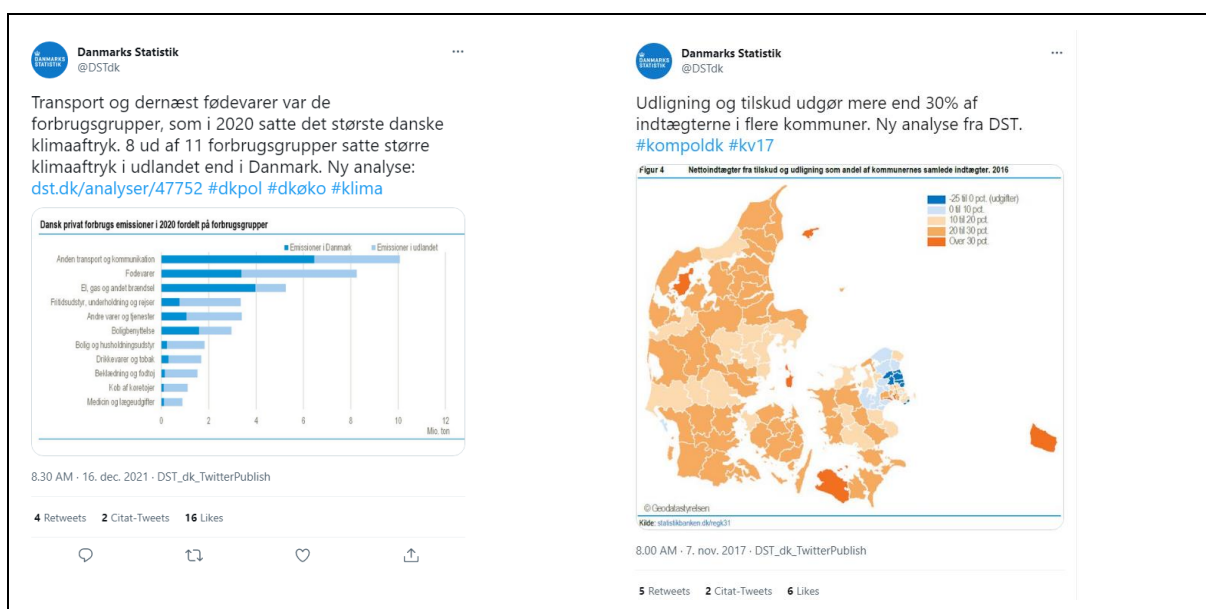 Danmarks Statistik
@DSTdk
Transport og dernæst fødevarer var de
forbrugsgrupper, som i 2020 satte det største danske
klimaaftryk. 8 ud af 11 forbrugsgrupper satte større
klimaaftryk i udlandet end i Danmark. Ny analyse:
dst.dk/analyser/47752 #dkpol #dkøko #klima
Dansk privat forbrugs emissioner i 2020 fordelt på forbrugsgrupper
Emissioner i Danmark Emissioner i udlandet
Anden transport og kommunikation
Fødevarer
El, gas og andet brændsel
Fritidsudstyr, underholdning og rejser
Andre varer og tjenester
Boligbenyttelse
Bolig og husholdningsudstyr
Drikkevarer og tobak
Beklædning og fodtøj
Køb af køretøjer
Medicin og lægeudgifter
0 2 4 6 8 10 12
Mio. ton
8.30 AM · 16. dec. 2021 · DST_dk_TwitterPublish
4 Retweets 2 Citat-Tweets 16 Likes
DANMARKS
STATISTIK
Danmarks Statistik
@DSTdk
Udligning og tilskud udgør mere end 30% af
indtægterne i flere kommuner. Ny analyse fra DST.
#kompoldk #kv17
Figur 4 Nettoindtægter fra tilskud og udligning som andel af kommunernes samlede indtægter. 2016
-25 til 0 pct. (udgifter)
0 til 10 pct.
10 til 20 pct.
20 til 30 pct.
Over 30 pct.
© Geodatastyrelsen
Kilde: statistikbanken.dk/regk31
8.00 AM · 7. nov. 2017 · DST_dk_TwitterPublish
5 Retweets 2 Citat-Tweets 6 Likes
DANMARKS
STATISTIK